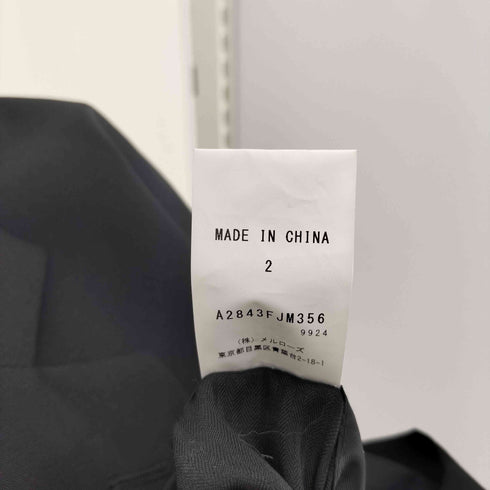 MADE IN CHINA
2
A2843FJM356
9924
(株) メルローズ
東京都目黒区青葉台2-18-1